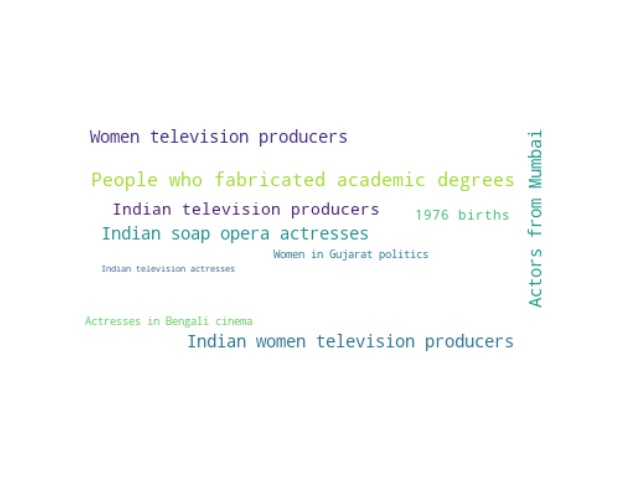 Women television producers
People who fabricated academic degrees
Indian television producers
1976 births
Indian soap opera actresses
Women in Gujarat politics
Indian television actresses
Actors from Mumbai
Actresses in Bengali cinema
Indian women television producers